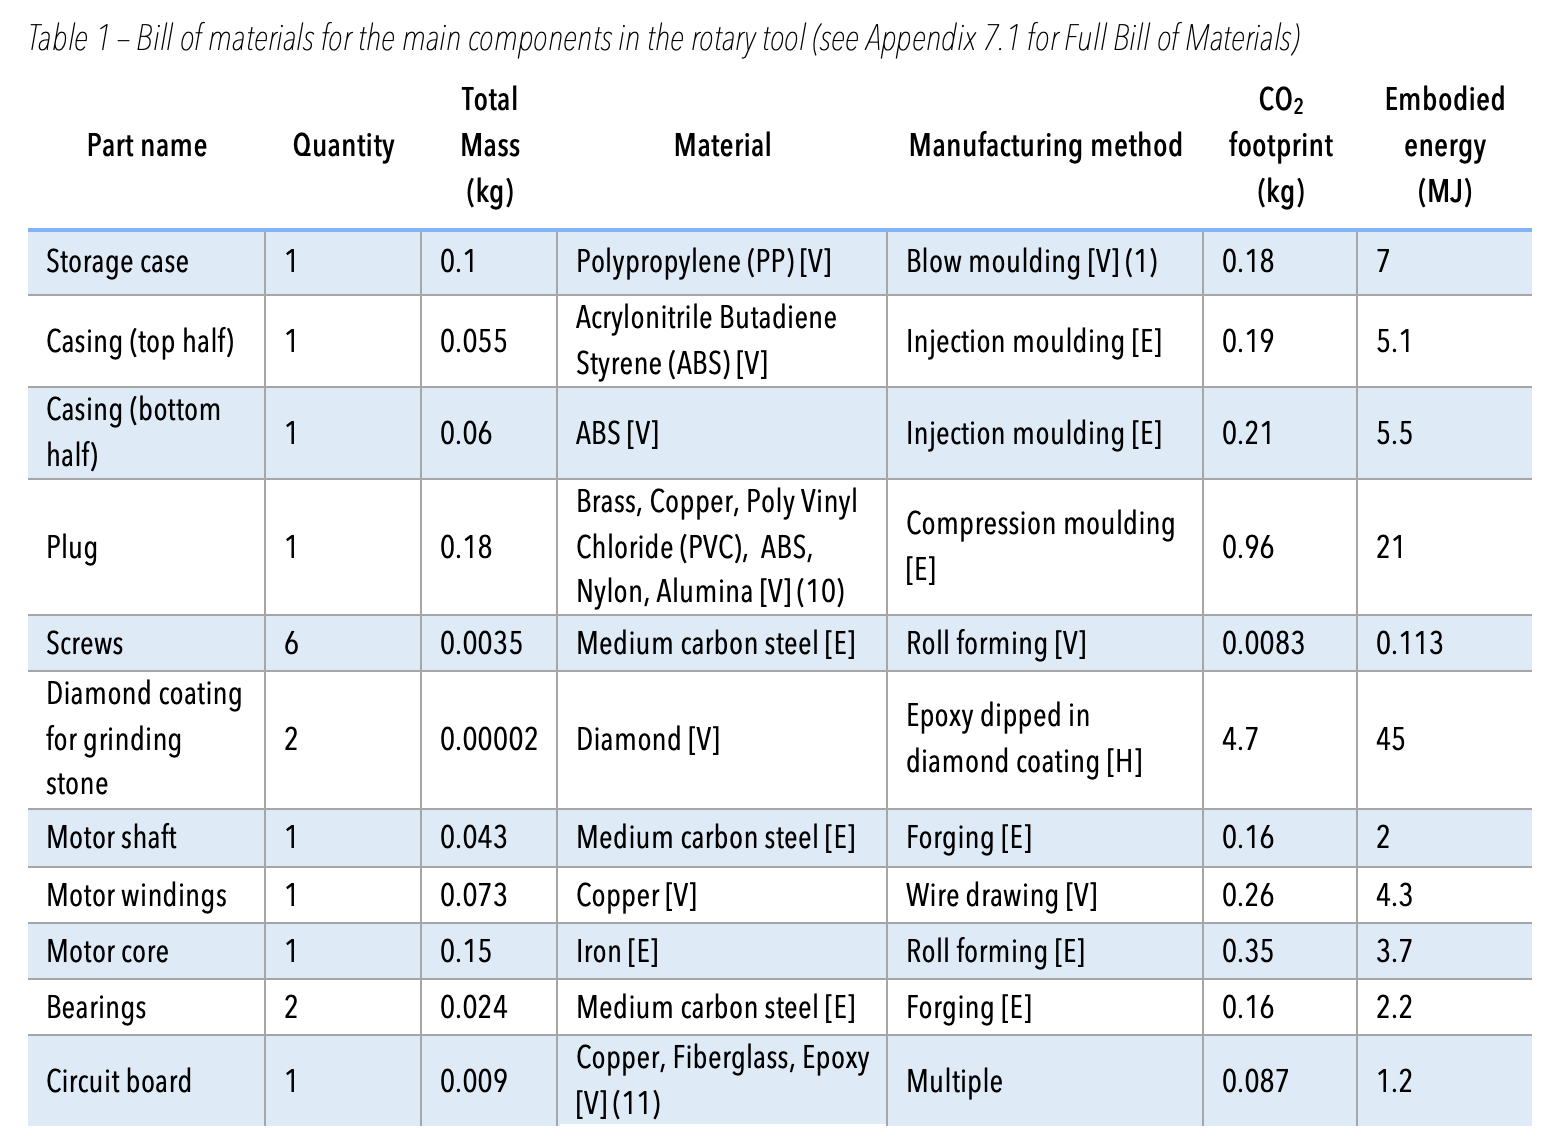 Table 1 – Bill of materials for the main components in the rotary tool (see Appendix 7.1 for Full Bill of Materials)
Part name Quantity Total Mass (kg) Material Manufacturing method CO₂ footprint (kg) Embodied energy (MJ)
Storage case 1 0.1 Polypropylene (PP) [V] Blow moulding [V] (1) 0.18 7
Casing (top half) 1 0.055 Acrylonitrile Butadiene Styrene (ABS) [V] Injection moulding [E] 0.19 5.1
Casing (bottom half) 1 0.06 ABS [V] Injection moulding [E] 0.21 5.5
Plug 1 0.18 Brass, Copper, Poly Vinyl Chloride (PVC), ABS, Nylon, Alumina [V] (10) Compression moulding [E] 0.96 21
Screws 6 0.0035 Medium carbon steel [E] Roll forming [V] 0.0083 0.113
Diamond coating for grinding stone 2 0.00002 Diamond [V] Epoxy dipped in diamond coating [H] 4.7 45
Motor shaft 1 0.043 Medium carbon steel [E] Forging [E] 0.16 2
Motor windings 1 0.073 Copper [V] Wire drawing [V] 0.26 4.3
Motor core 1 0.15 Iron [E] Roll forming [E] 0.35 3.7
Bearings 2 0.024 Medium carbon steel [E] Forging [E] 0.16 2.2
Circuit board 1 0.009 Copper, Fiberglass, Epoxy [V] (11) Multiple 0.087 1.2